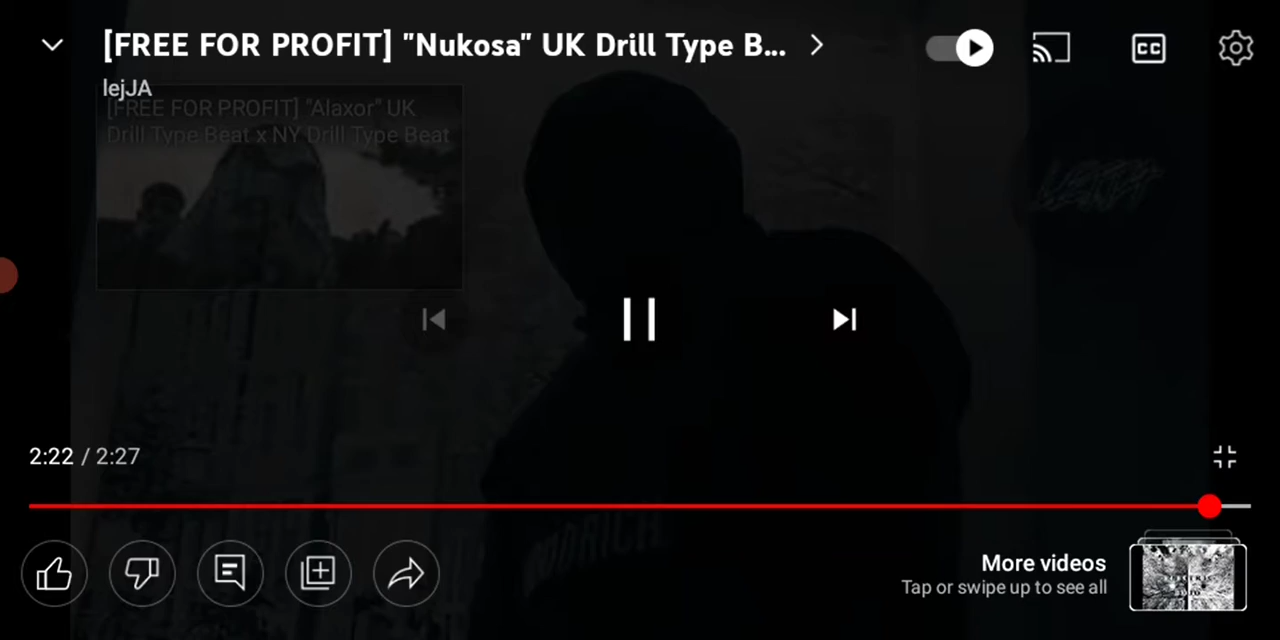 [FREE FOR PROFIT] "Nukosa" UK Drill Type B...
lejJA
[FREE FOR PROFIT] "Alaxor" UK
Drill Type Beat x NY Drill Type Beat
CC
2:22 / 2:27
More videos
Tap or swipe up to see all